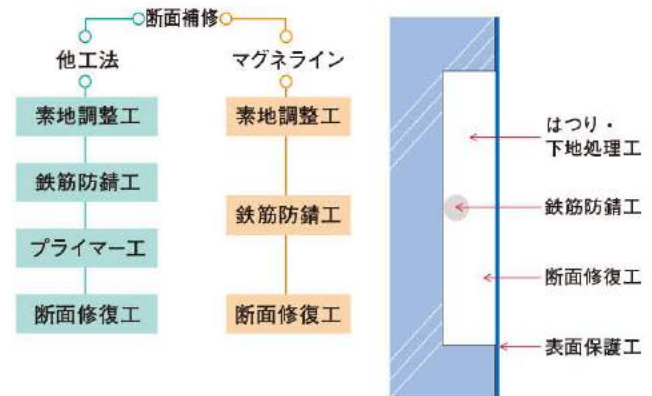 断面補修
他工法
マグネライン
素地調整工
鉄筋防錆工
プライマー工
断面修復工
素地調整工
鉄筋防錆工
断面修復工
はつり・
下地処理工
鉄筋防錆工
断面修復工
表面保護工